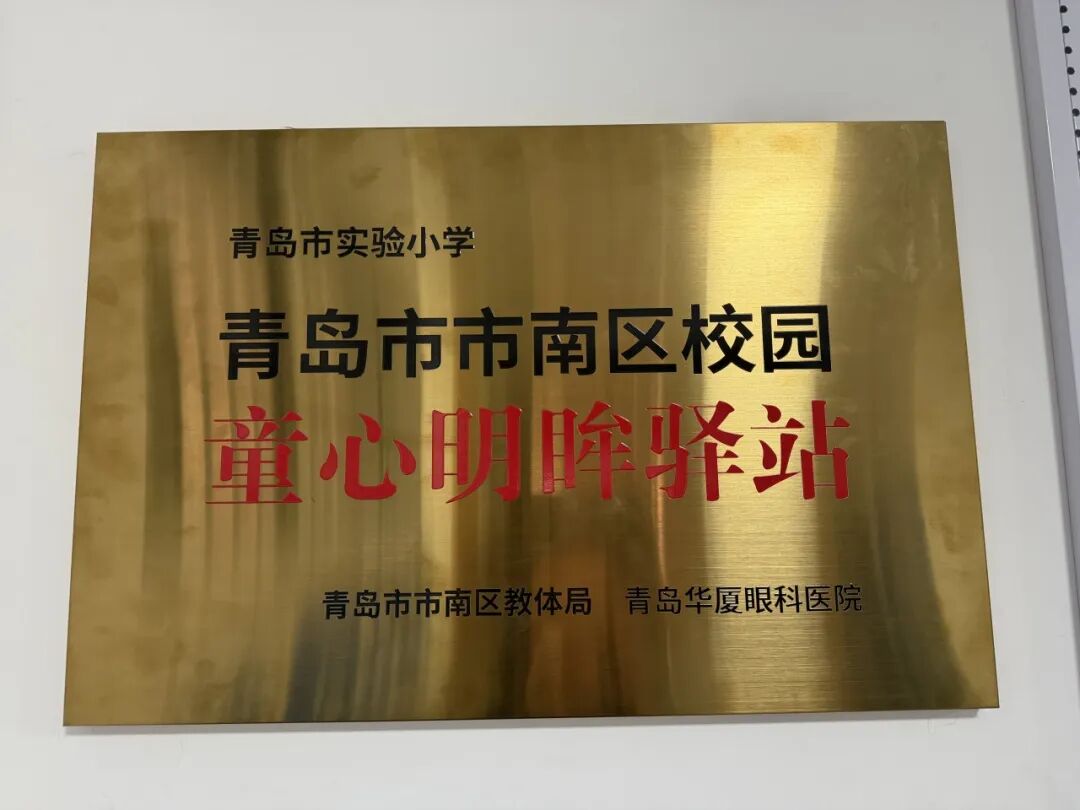 青岛市实验小学
青岛市市南区校园
童心明眸驿站
青岛市市南区教体局 青岛华厦眼科医院